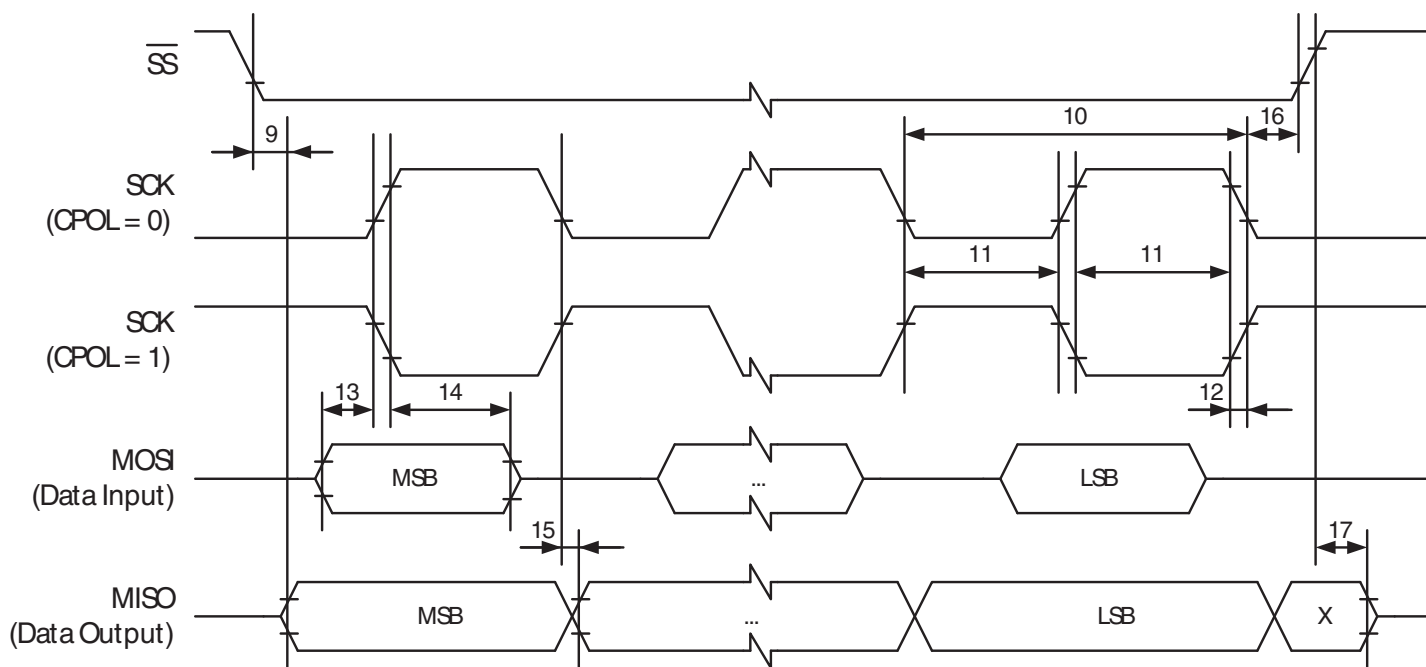 SS
10
16
9
SCK
(CPOL = 0)
11
11
SCK
(CPOL = 1)
13
14
12
MOSI
(Data Input)
MSB
...
LSB
15
17
MISO
(Data Output)
MSB
...
LSB
X